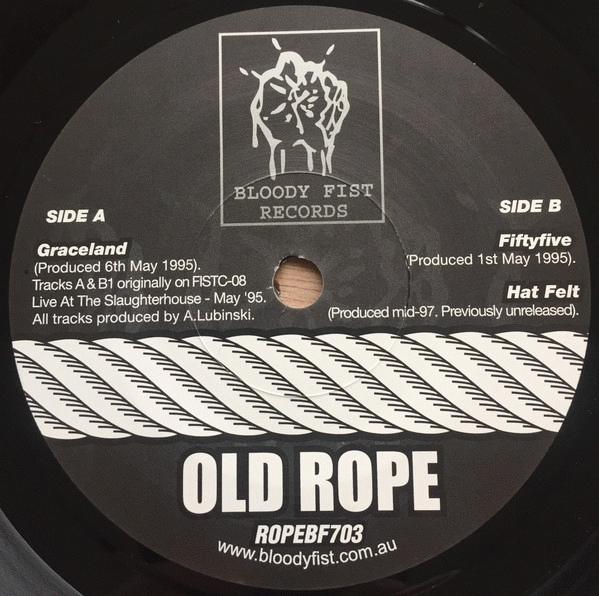 BLOODY FIST
RECORDS
SIDE A
Graceland
(Produced 6th May 1995).
Tracks A & B1 originally on FISTC-08
Live At The Slaughterhouse - May '95.
All tracks produced by A.Lubinski.
SIDE B
Fiftyfive
(Produced 1st May 1995).
Hat Felt
(Produced mid-97. Previously unreleased).
OLD ROPE
ROPEBF703
www.bloodyfist.com.au